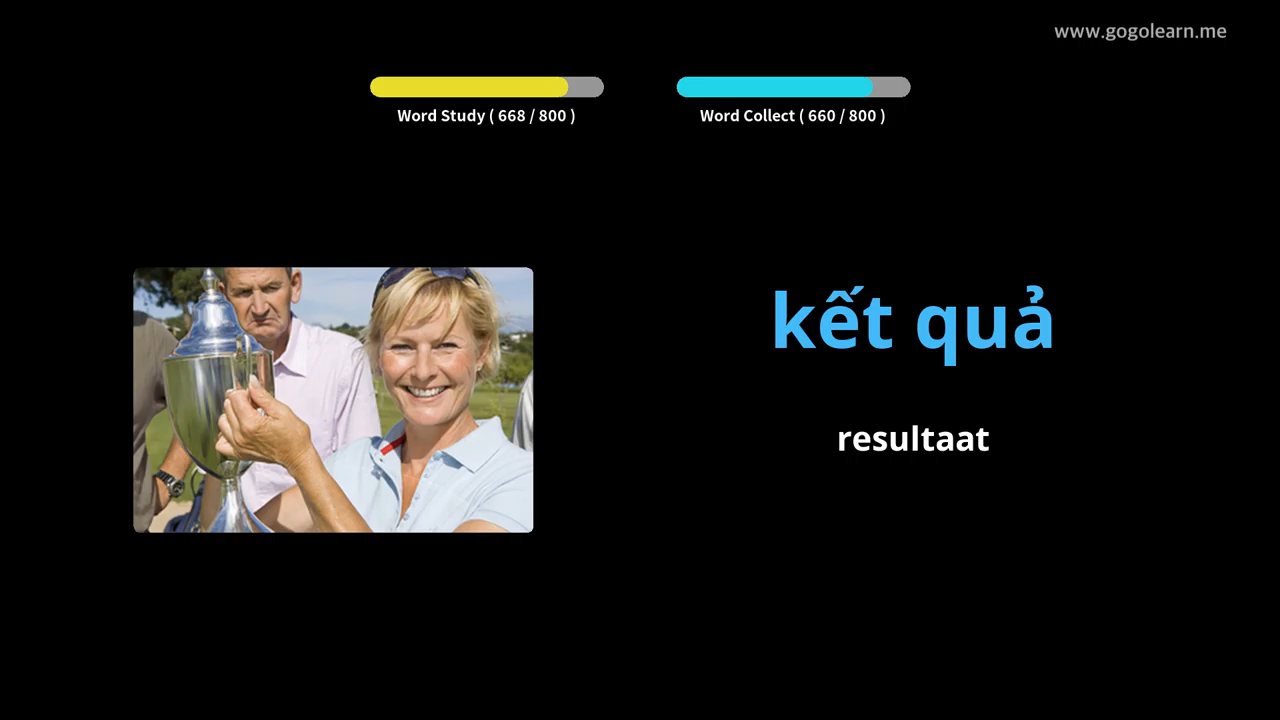 www.gogolearn.me
Word Study ( 668 / 800 )
Word Collect ( 660 / 800 )
kết quả
resultaat